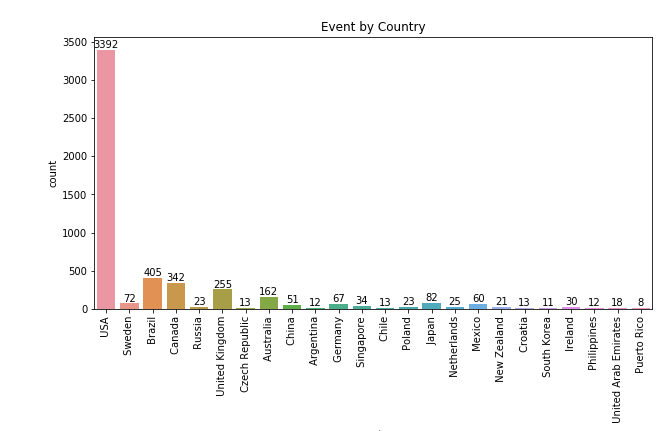 Event by Country
3500
3000
2500
2000
1500
1000
500
0
count
3392
72
405
342
23
255
13
162
51
12
67
34
13
23
82
25
60
21
13
11
30
12
18
8
USA
Sweden
Brazil
Canada
Russia
United Kingdom
Czech Republic
Australia
China
Argentina
Germany
Singapore
Chile
Poland
Japan
Netherlands
Mexico
New Zealand
Croatia
South Korea
Ireland
Philippines
United Arab Emirates
Puerto Rico